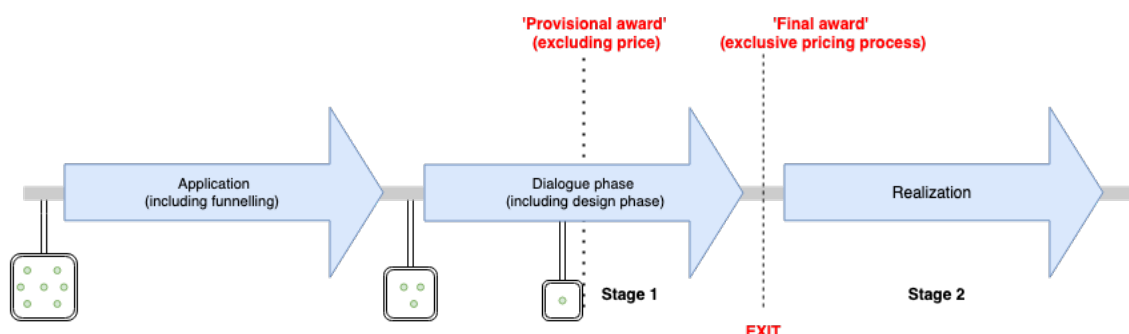 'Provisional award'
(excluding price)
'Final award'
(exclusive pricing process)
Application
(including funnelling)
Dialogue phase
(including design phase)
Realization
Stage 1
Stage 2
EXIT